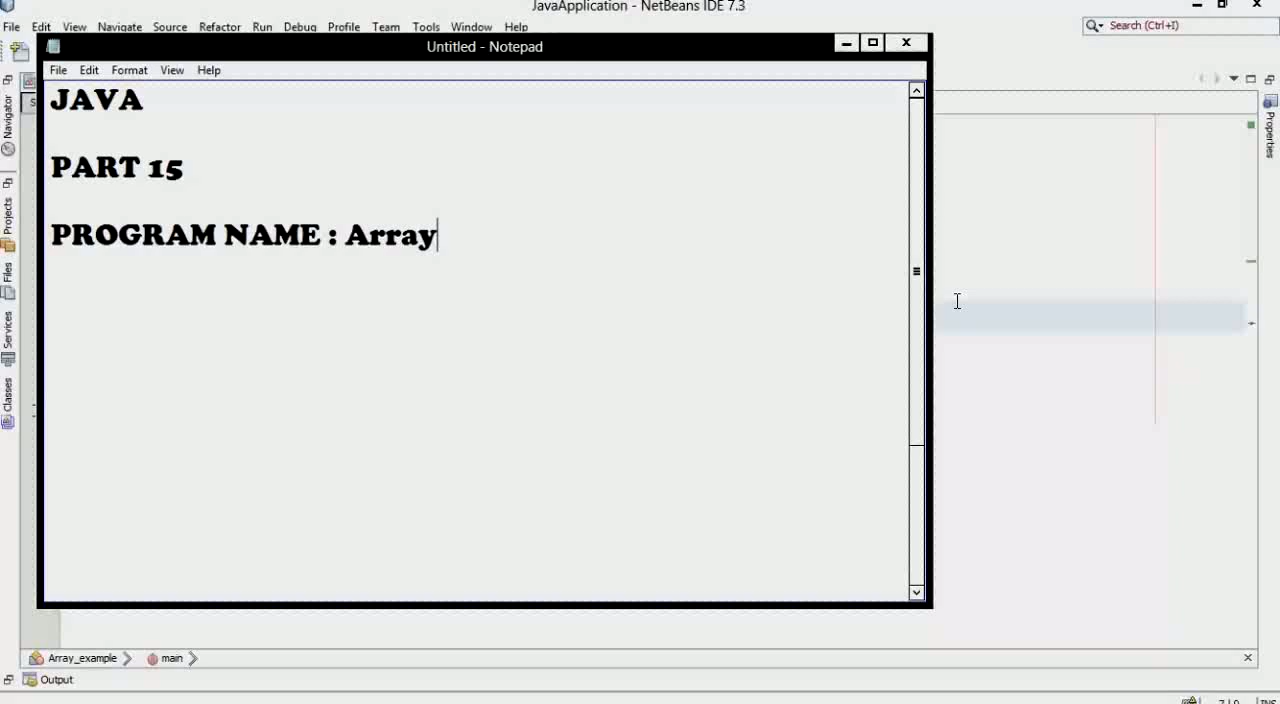 JavaApplication - NetBeans IDE 7.3
File Edit View Navigate Source Refactor Run Debug Profile Team Tools Window Help
Search (Ctrl+I)
Untitled - Notepad
File Edit Format View Help
JAVA
PART 15
PROGRAM NAME : Array
Navigator
Projects
Files
Services
Classes
Properties
Array_example main
Output